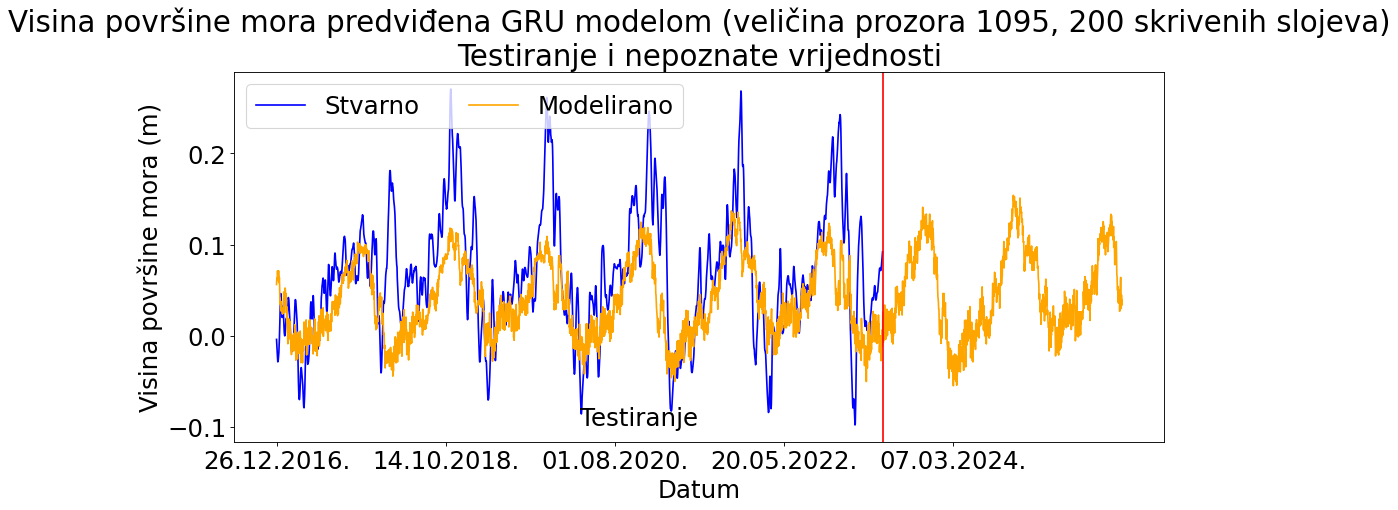 Visina površine mora predviđena GRU modelom (veličina prozora 1095, 200 skrivenih slojeva)
Testiranje i nepoznate vrijednosti
Stvarno
Modelirano
Visina površine mora (m)
0.2
0.1
0.0
−0.1
Testiranje
26.12.2016.
14.10.2018.
01.08.2020.
20.05.2022.
07.03.2024.
Datum